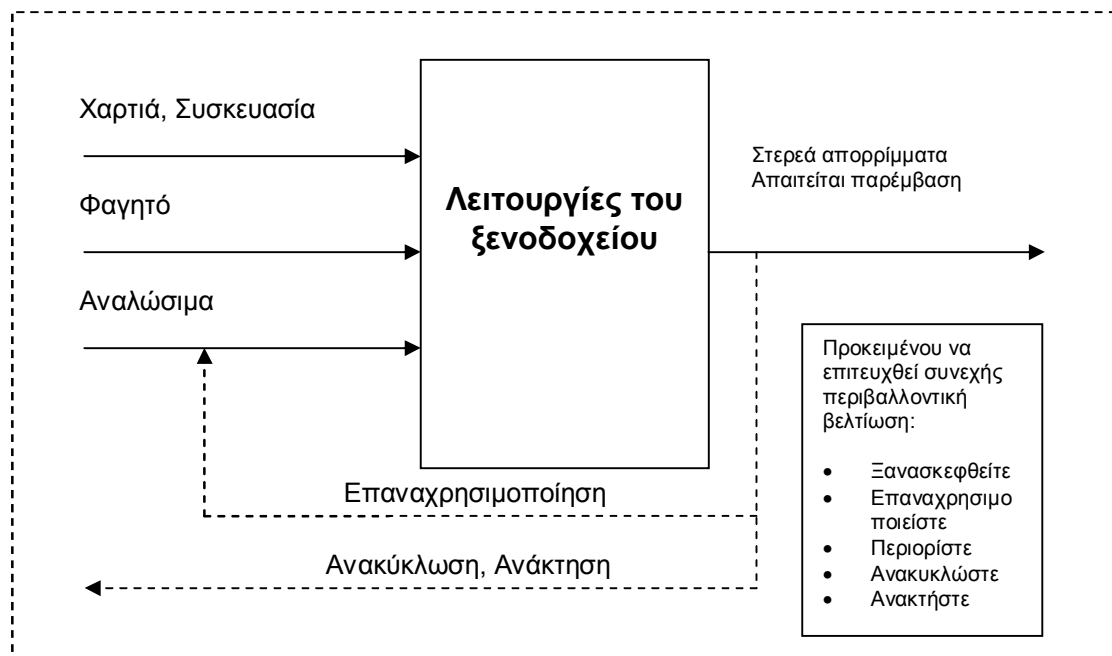 Χαρτιά, Συσκευασία
Φαγητό
Αναλώσιμα
Λειτουργίες του
ξενοδοχείου
Στερεά απορρίμματα
Απαιτείται παρέμβαση
Προκειμένου να
επιτευχθεί συνεχής
περιβαλλοντική
βελτίωση:
• Ξανασκεφθείτε
• Επαναχρησιμο
ποιείστε
• Περιορίστε
• Ανακυκλώστε
• Ανακτήστε
Επαναχρησιμοποίηση
Ανακύκλωση, Ανάκτηση